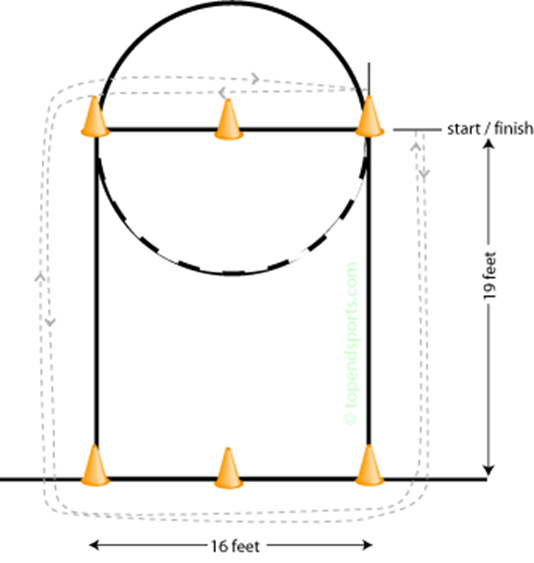 start / finish
19 feet
© topendsports.com
16 feet